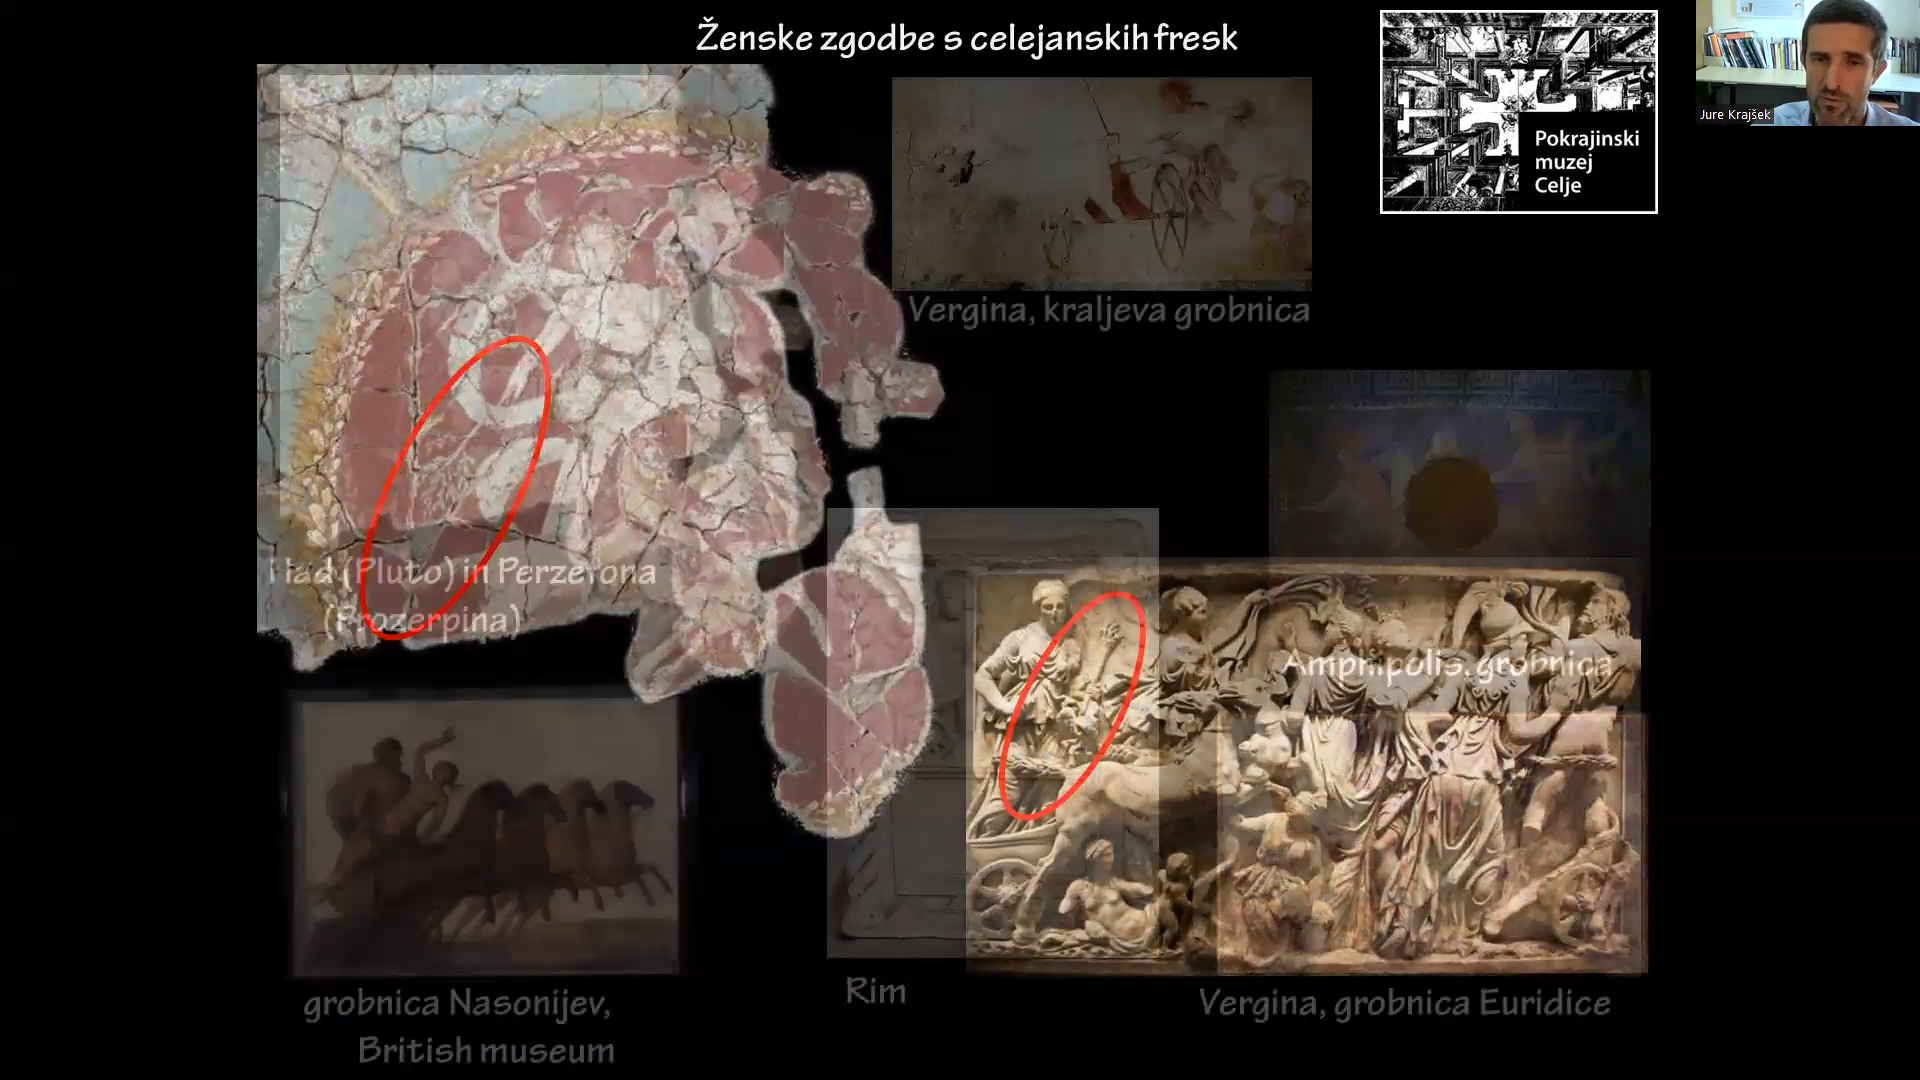 Ženske zgodbe s celejanskih fresk
Pokrajinski
muzej
Celje
Jure Krajšek
Vergina, kraljeva grobnica
Had (Pluto) in Perzefona
(Prozerpina)
Amphipolis, grobnica
grobnica Nasonijev,
British museum
Rim
Vergina, grobnica Euridice